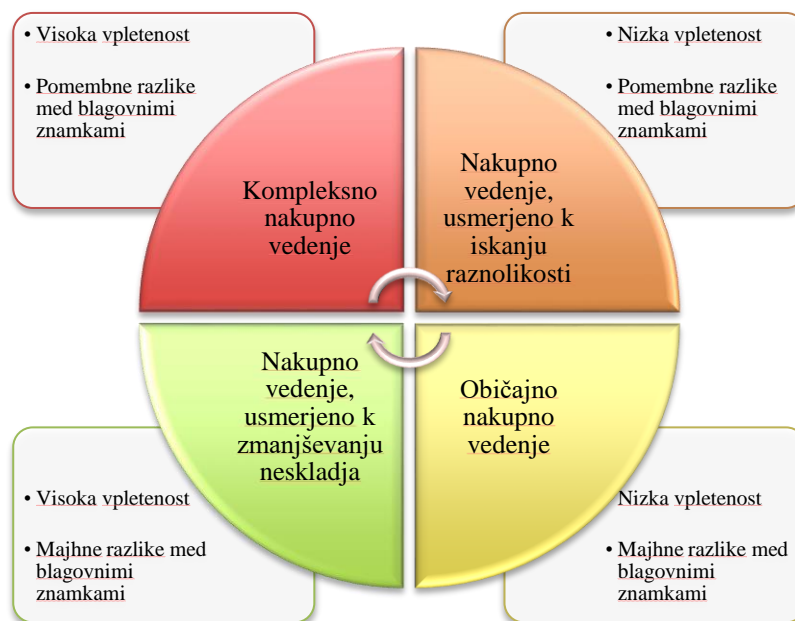 • Visoka vpletenost
• Pomembne razlike
med blagovnimi
znamkami
• Nizka vpletenost
• Pomembne razlike
med blagovnimi
znamkami
Kompleksno
nakupno
vedenje
Nakupno
vedenje,
usmerjeno k
iskanju
raznolikosti
Nakupno
vedenje,
usmerjeno k
zmanjševanju
neskladja
Običajno
nakupno
vedenje
• Visoka vpletenost
• Majhne razlike med
blagovnimi
znamkami
Nizka vpletenost
• Majhne razlike med
blagovnimi
znamkami